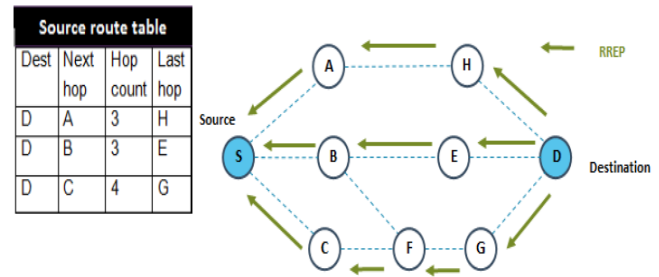 Source route table
Dest Next hop Hop count Last hop
D A 3 H
D B 3 E
D C 4 G
RREP
A
H
Source
S
B
E
D
Destination
C
F
G